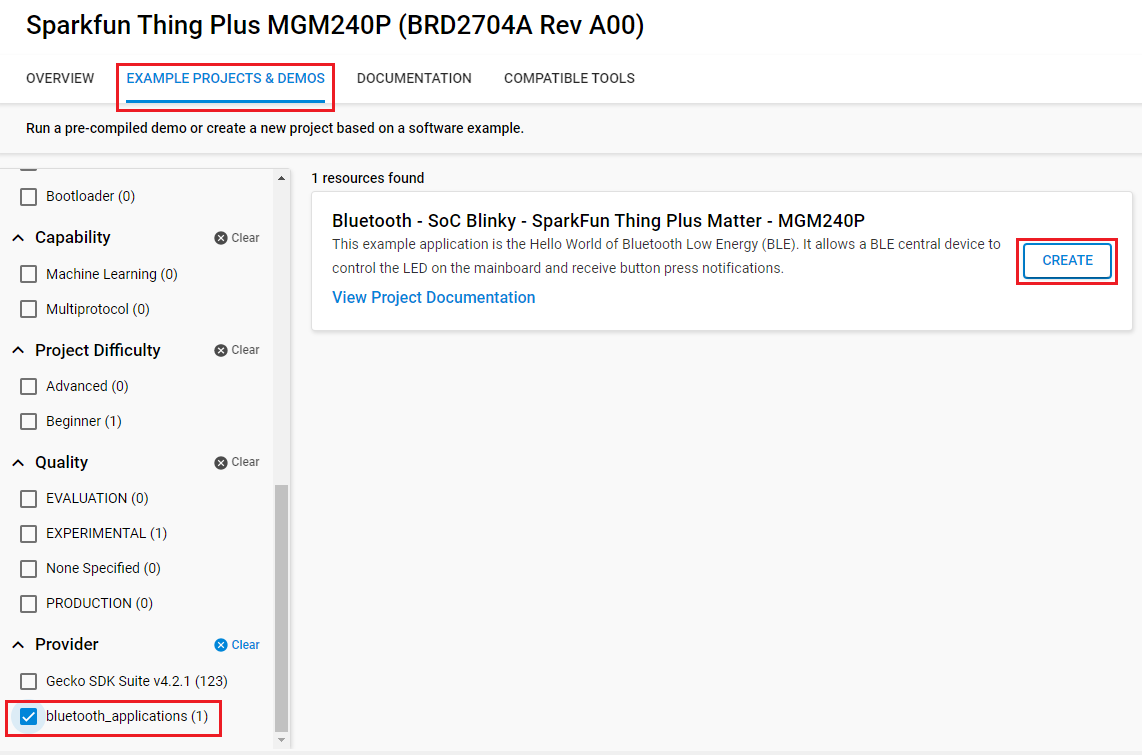 Sparkfun Thing Plus MGM240P (BRD2704A Rev A00)
OVERVIEW EXAMPLE PROJECTS & DEMOS DOCUMENTATION COMPATIBLE TOOLS
Run a pre-compiled demo or create a new project based on a software example.
Bootloader (0)
Capability Clear
Machine Learning (0)
Multiprotocol (0)
Project Difficulty Clear
Advanced (0)
Beginner (1)
Quality Clear
EVALUATION (0)
EXPERIMENTAL (1)
None Specified (0)
PRODUCTION (0)
Provider Clear
Gecko SDK Suite v4.2.1 (123)
bluetooth_applications (1)
1 resources found
Bluetooth - SoC Blinky - SparkFun Thing Plus Matter - MGM240P
This example application is the Hello World of Bluetooth Low Energy (BLE). It allows a BLE central device to
control the LED on the mainboard and receive button press notifications.
View Project Documentation
CREATE